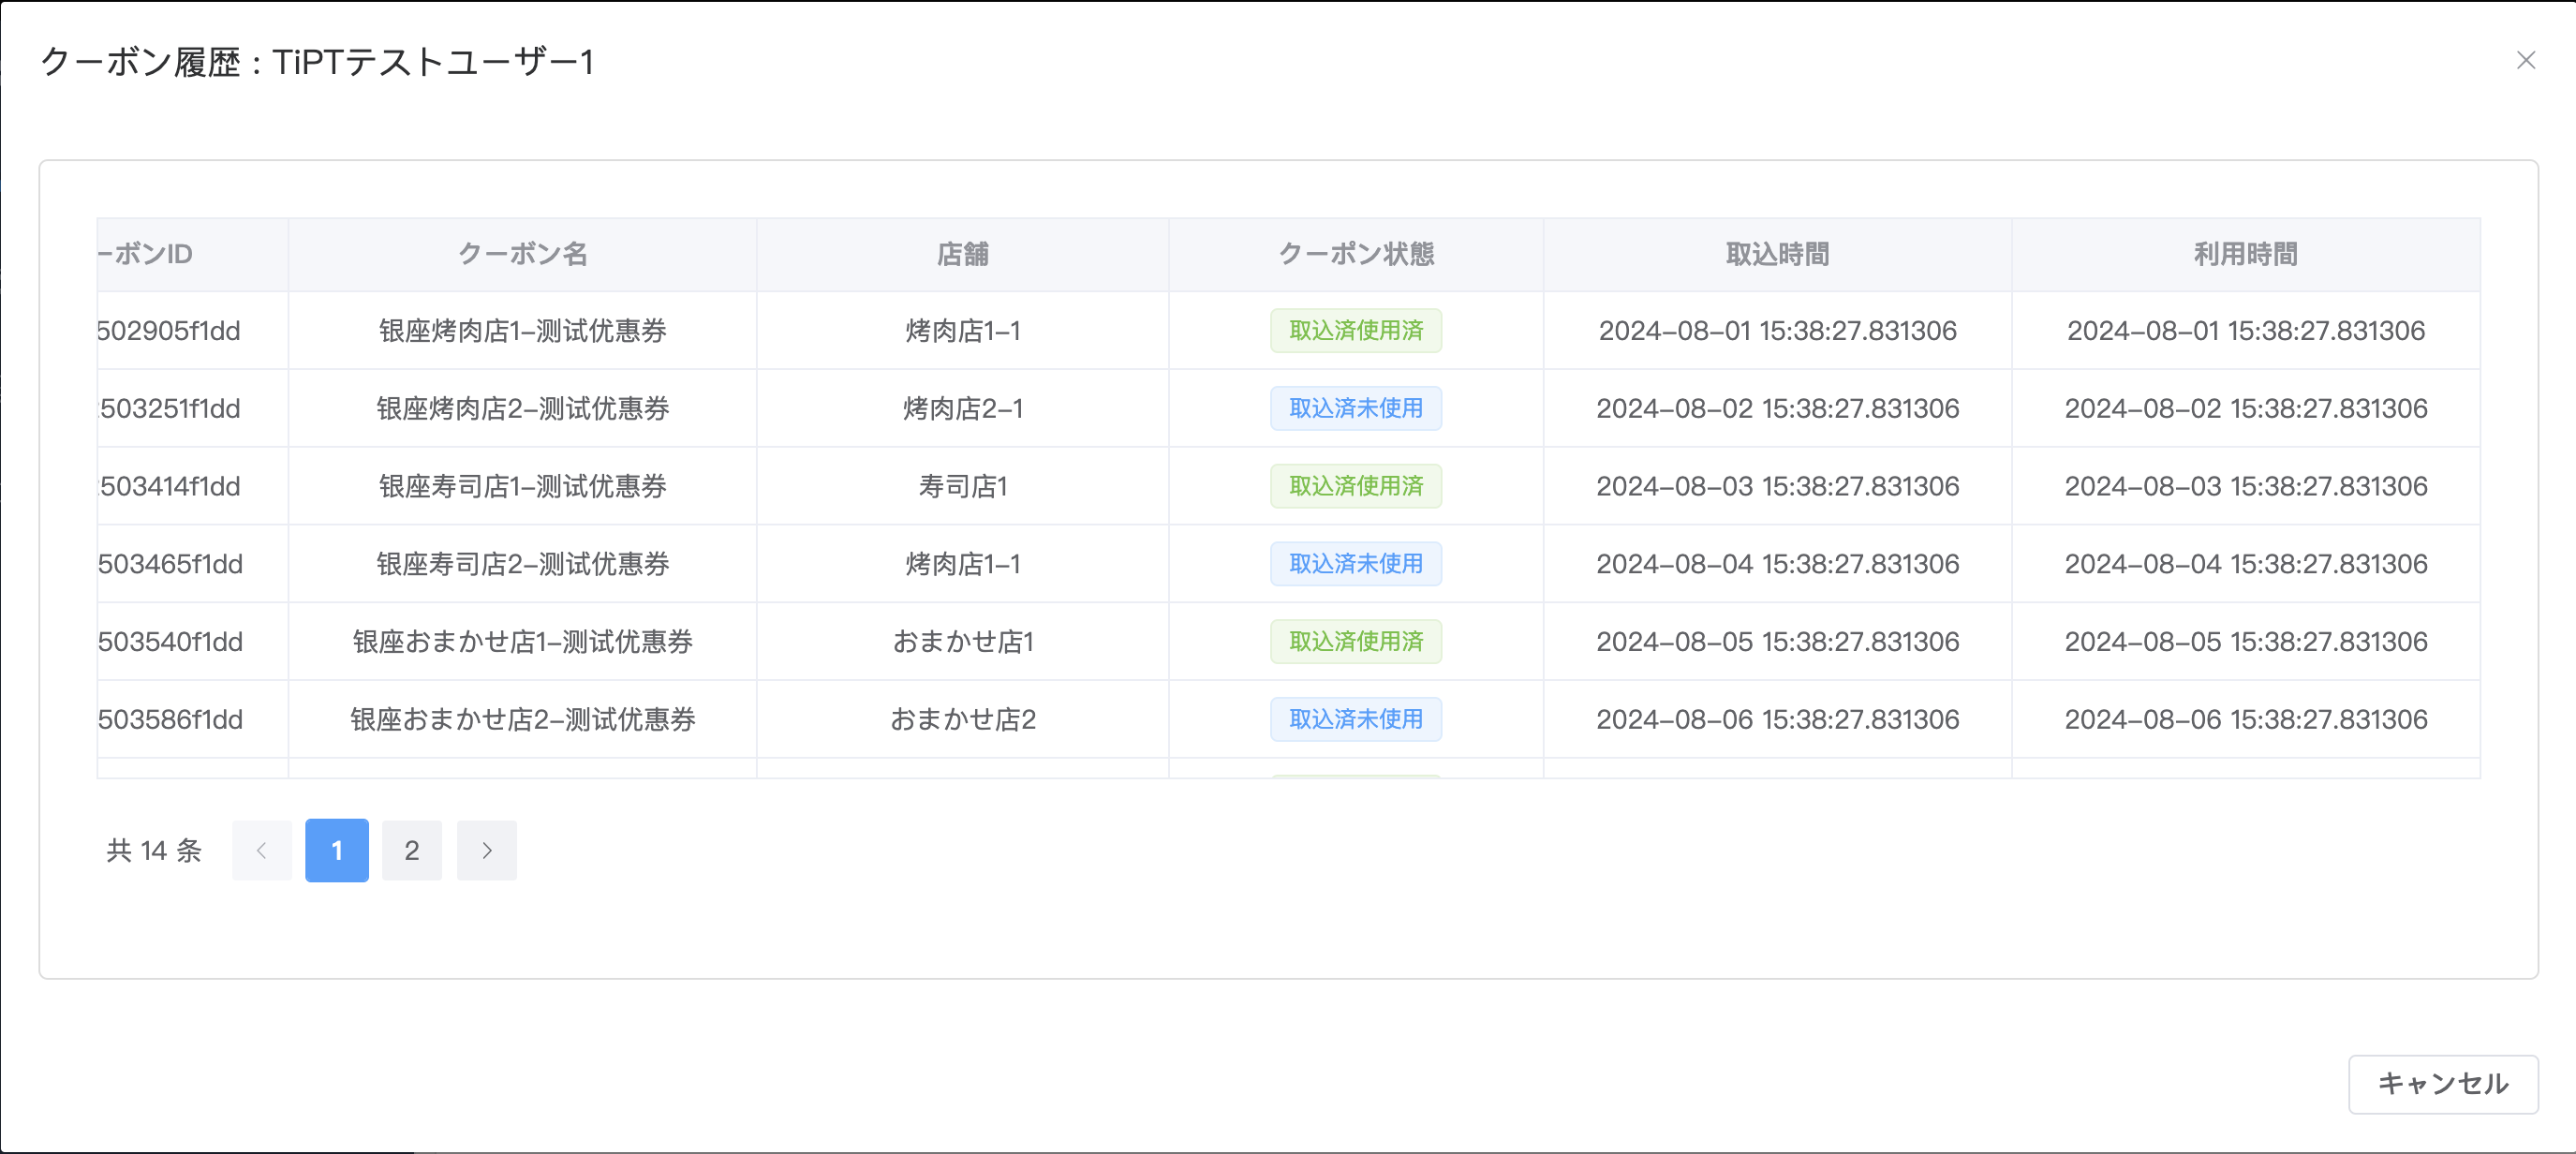 クーボン履歴：TiPTテストユーザー1
ーボンID クーボン名 店舗 クーポン状態 取込時間 利用時間
502905f1dd 银座烤肉店1-测试优惠券 烤肉店1-1 取込済使用済 2024-08-01 15:38:27.831306 2024-08-01 15:38:27.831306
503251f1dd 银座烤肉店2-测试优惠券 烤肉店2-1 取込済未使用 2024-08-02 15:38:27.831306 2024-08-02 15:38:27.831306
503414f1dd 银座寿司店1-测试优惠券 寿司店1 取込済使用済 2024-08-03 15:38:27.831306 2024-08-03 15:38:27.831306
503465f1dd 银座寿司店2-测试优惠券 烤肉店1-1 取込済未使用 2024-08-04 15:38:27.831306 2024-08-04 15:38:27.831306
503540f1dd 银座おまかせ店1-测试优惠券 おまかせ店1 取込済使用済 2024-08-05 15:38:27.831306 2024-08-05 15:38:27.831306
503586f1dd 银座おまかせ店2-测试优惠券 おまかせ店2 取込済未使用 2024-08-06 15:38:27.831306 2024-08-06 15:38:27.831306
共 14 条 1 2
キャンセル